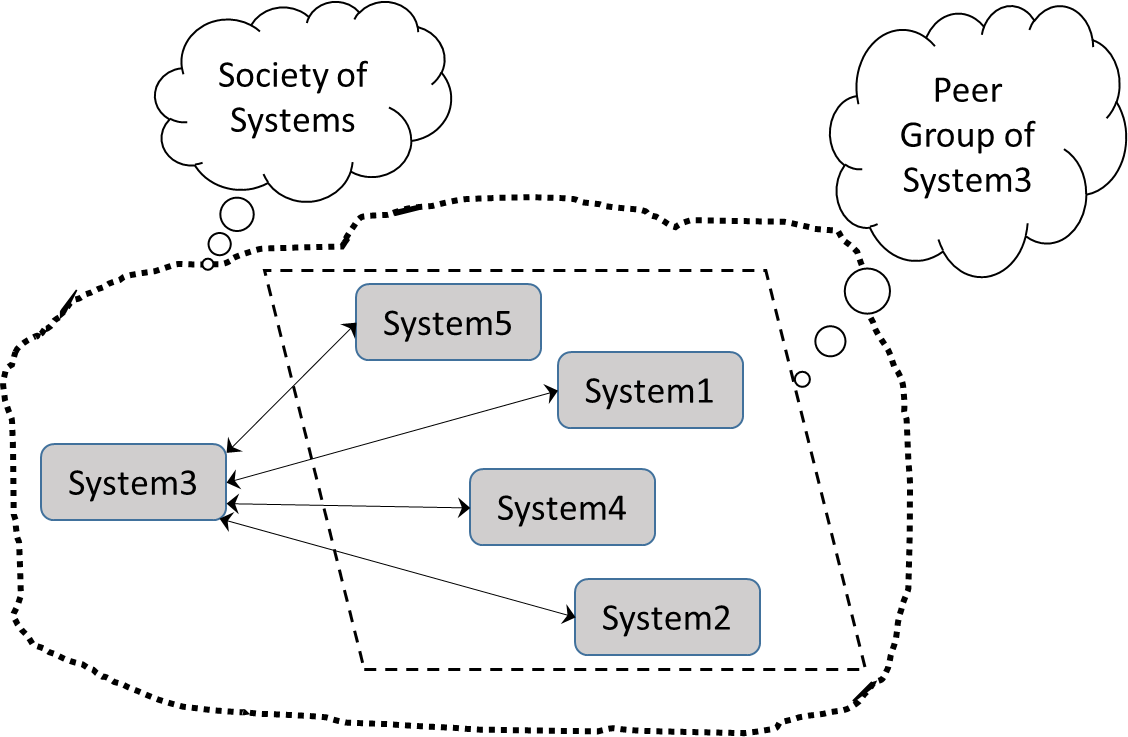 Society of
Systems
Peer
Group of
System3
System5
System1
System3
System4
System2